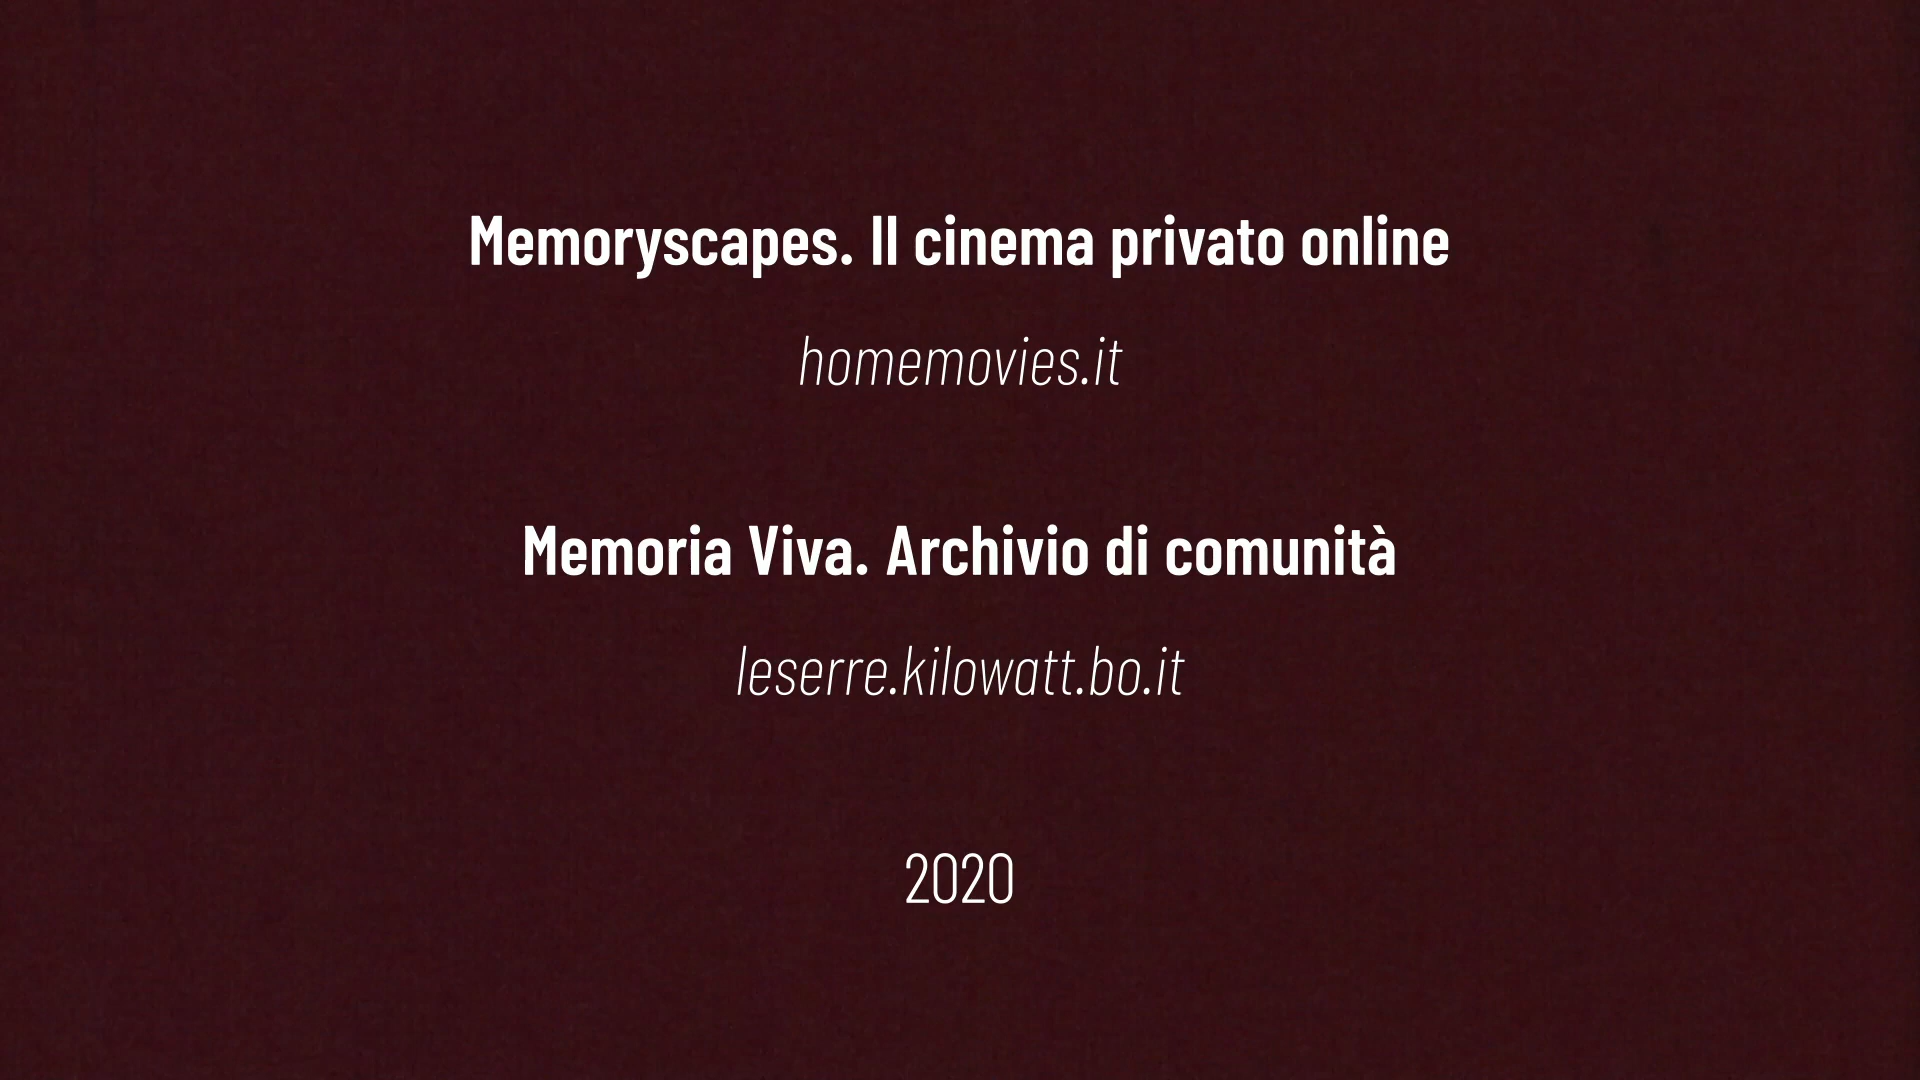 Memoryscapes. Il cinema privato online
homemovies.it
Memoria Viva. Archivio di comunità
leserre.kilowatt.bo.it
2020